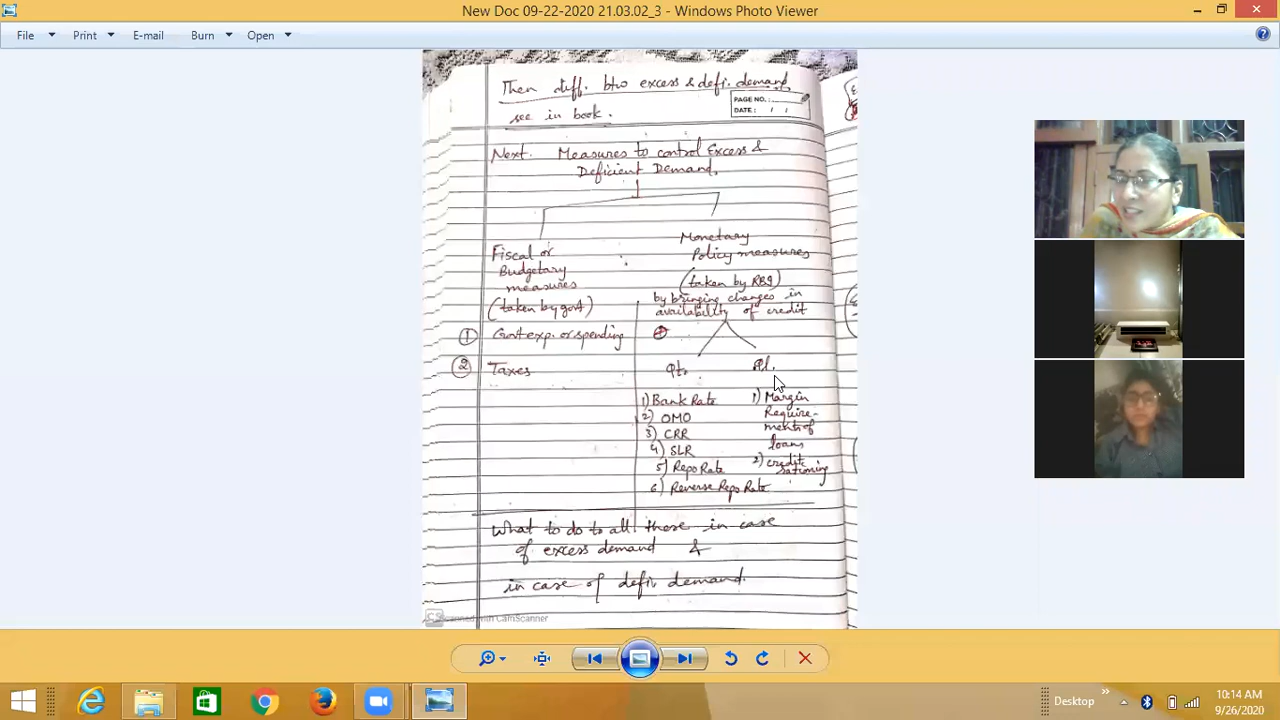 New Doc 09-22-2020 21.03.02_3 - Windows Photo Viewer
File Print E-mail Burn Open
Then diff. btw excess & defi. demand
see in book.
PAGE NO.:
DATE: / /
Next. Measures to control Excess &
Deficient Demand.
Fiscal or
Budgetary
measures
(taken by govt)
① Govt exp. or spending
② Taxes
Monetary
Policy measures
(taken by RBI)
by bringing changes in
availability of credit
Qt.
1) Bank Rate
2) OMO
3) CRR
4) SLR
5) Repo Rate
6) Reverse Repo Rate
Ql.
1) Margin
Require-
ments of
loans
2) credit
rationing
What to do to all these in case
of excess demand &
in case of defi. demand.
CS Scanned with CamScanner
Desktop
10:14 AM
9/26/2020